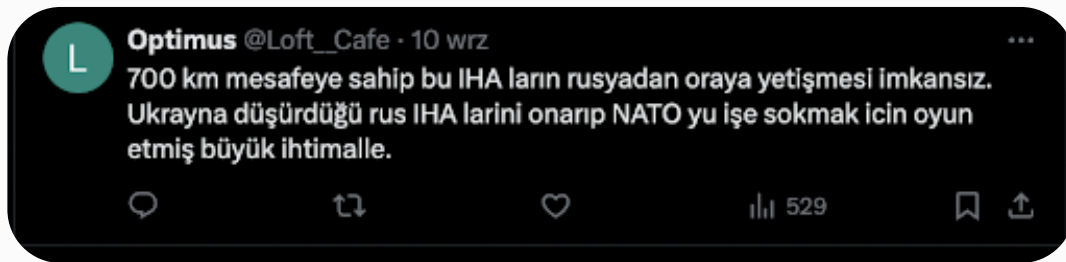 L
Optimus @Loft__Cafe · 10 wrz
700 km mesafeye sahip bu IHA ların rusyadan oraya yetişmesi imkansız.
Ukrayna düşürdüğü rus IHA larini onarıp NATO yu işe sokmak icin oyun
etmiş büyük ihtimalle.
529